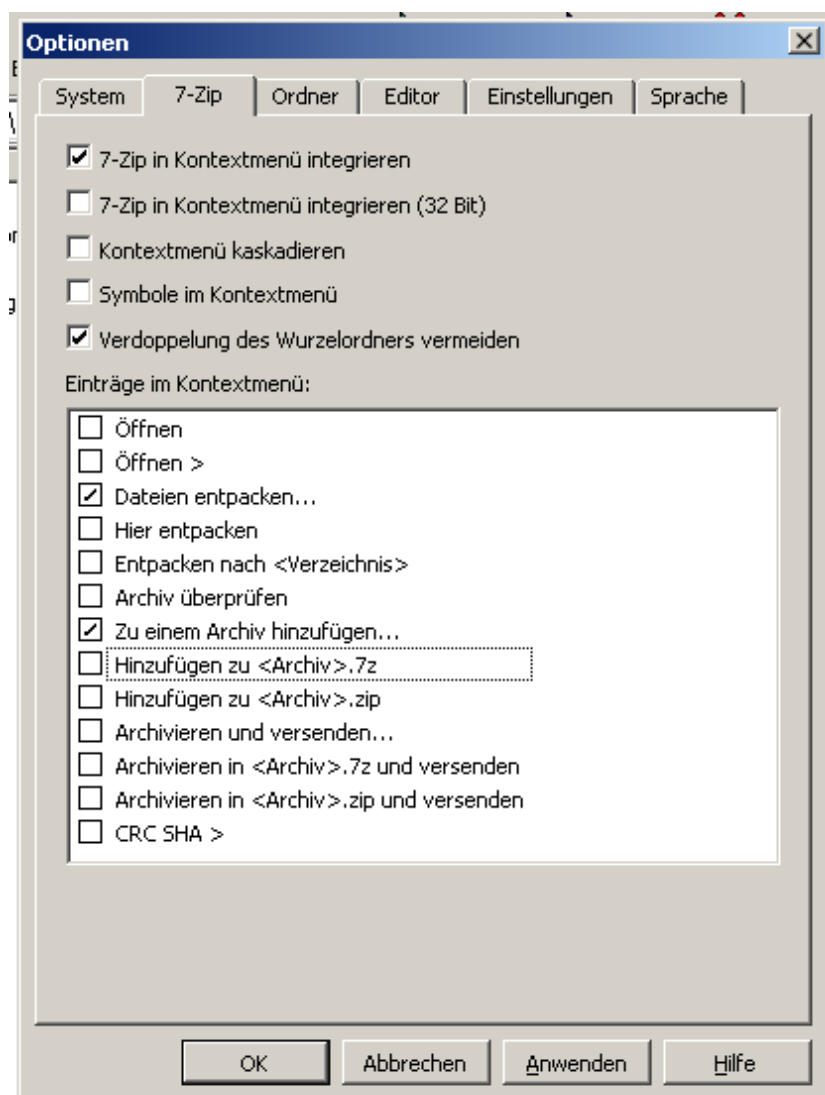 Optionen
System 7-Zip Ordner Editor Einstellungen Sprache
7-Zip in Kontextmenü integrieren
7-Zip in Kontextmenü integrieren (32 Bit)
Kontextmenü kaskadieren
Symbole im Kontextmenü
Verdoppelung des Wurzelordners vermeiden
Einträge im Kontextmenü:
Öffnen
Öffnen >
Dateien entpacken...
Hier entpacken
Entpacken nach <Verzeichnis>
Archiv überprüfen
Zu einem Archiv hinzufügen...
Hinzufügen zu <Archiv>.7z
Hinzufügen zu <Archiv>.zip
Archivieren und versenden...
Archivieren in <Archiv>.7z und versenden
Archivieren in <Archiv>.zip und versenden
CRC SHA >
OK Abbrechen Anwenden Hilfe